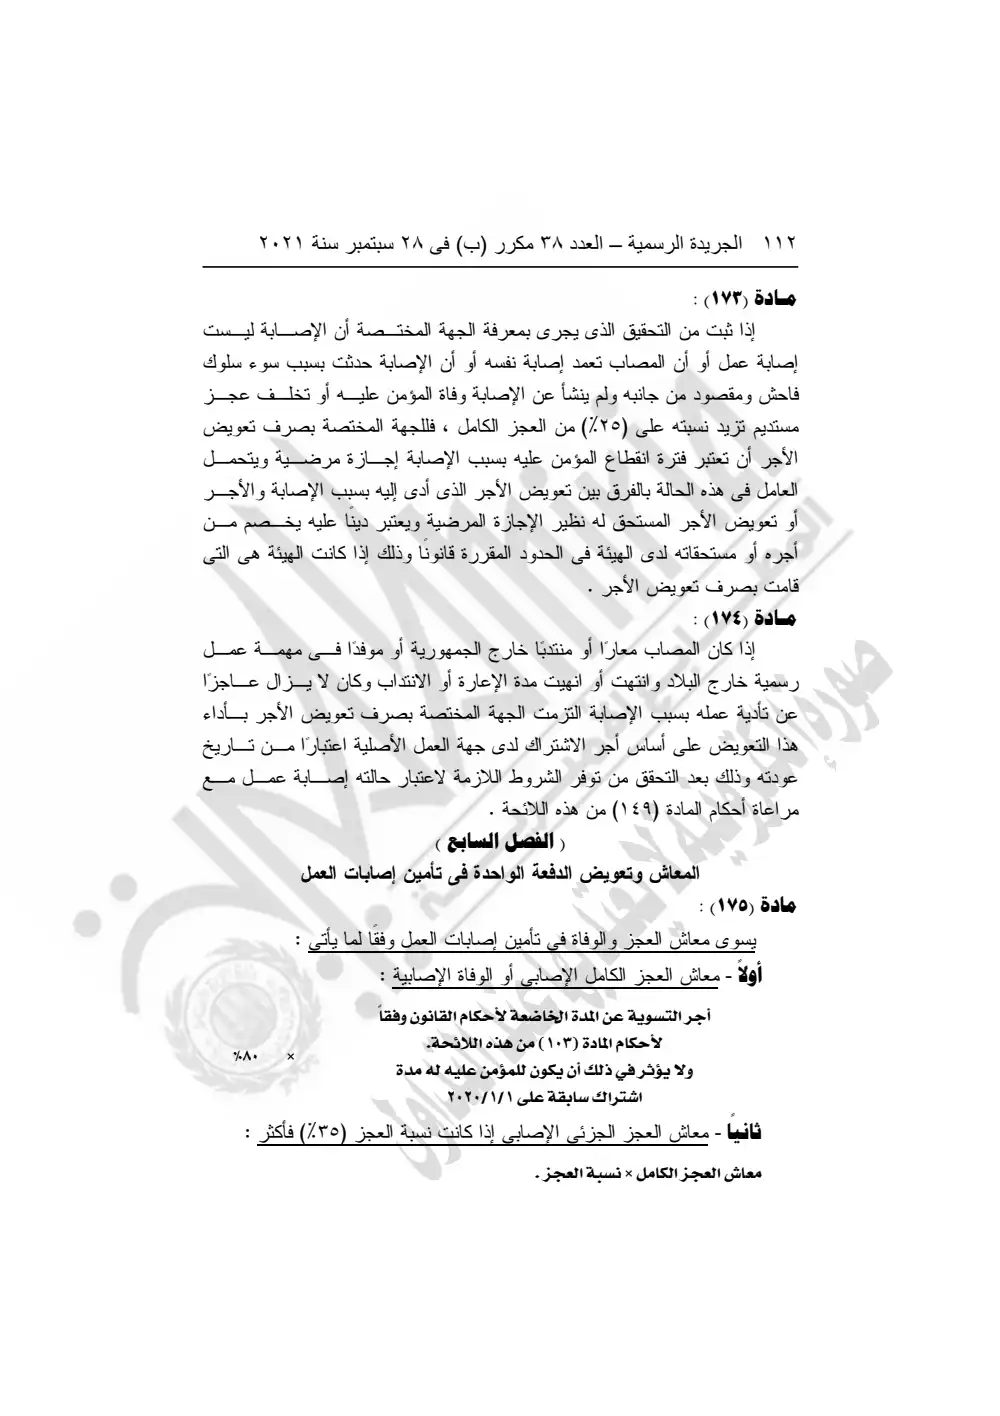 ١١٢ الجريدة الرسمية – العدد ٣٨ مكرر (ب) فى ٢٨ سبتمبر سنة ٢٠٢١
مـادة (١٧٣) :
إذا ثبت من التحقيق الذى يجرى بمعرفة الجهة المختصة أن الإصابة ليست
إصابة عمل أو أن المصاب تعمد إصابة نفسه أو أن الإصابة حدثت بسبب سوء سلوك
فاحش ومقصود من جانبه ولم ينشأ عن الإصابة وفاة المؤمن عليه أو تخلف عجز
مستديم تزيد نسبته على (٢٥٪) من العجز الكامل ، فللجهة المختصة بصرف تعويض
الأجر أن تعتبر فترة انقطاع المؤمن عليه بسبب الإصابة إجازة مرضية ويتحمل
العامل فى هذه الحالة بالفرق بين تعويض الأجر الذى أدى إليه بسبب الإصابة والأجر
أو تعويض الأجر المستحق له نظير الإجازة المرضية ويعتبر دينًا عليه يخصم من
أجره أو مستحقاته لدى الهيئة فى الحدود المقررة قانونًا وذلك إذا كانت الهيئة هى التى
قامت بصرف تعويض الأجر .
مـادة (١٧٤) :
إذا كان المصاب معارًا أو منتدبًا خارج الجمهورية أو موفدًا فى مهمة عمل
رسمية خارج البلاد وانتهت أو انهيت مدة الإعارة أو الانتداب وكان لا يزال عاجزًا
عن تأدية عمله بسبب الإصابة التزمت الجهة المختصة بصرف تعويض الأجر بأداء
هذا التعويض على أساس أجر الاشتراك لدى جهة العمل الأصلية اعتبارًا من تاريخ
عودته وذلك بعد التحقق من توفر الشروط اللازمة لاعتبار حالته إصابة عمل مع
مراعاة أحكام المادة (١٤٩) من هذه اللائحة .
( الفصل السابع )
المعاش وتعويض الدفعة الواحدة فى تأمين إصابات العمل
مادة (١٧٥) :
يسوى معاش العجز والوفاة في تأمين إصابات العمل وفقًا لما يأتي :
أولاً - معاش العجز الكامل الإصابي أو الوفاة الإصابية :
أجر التسوية عن المدة الخاضعة لأحكام القانون وفقاً
لأحكام المادة (١٠٣) من هذه اللائحة.
× ٨٠٪
ولا يؤثر في ذلك أن يكون للمؤمن عليه له مدة
اشتراك سابقة على ٢٠٢٠/١/١
ثانياً - معاش العجز الجزئي الإصابي إذا كانت نسبة العجز (٣٥٪) فأكثر :
معاش العجز الكامل × نسبة العجز .